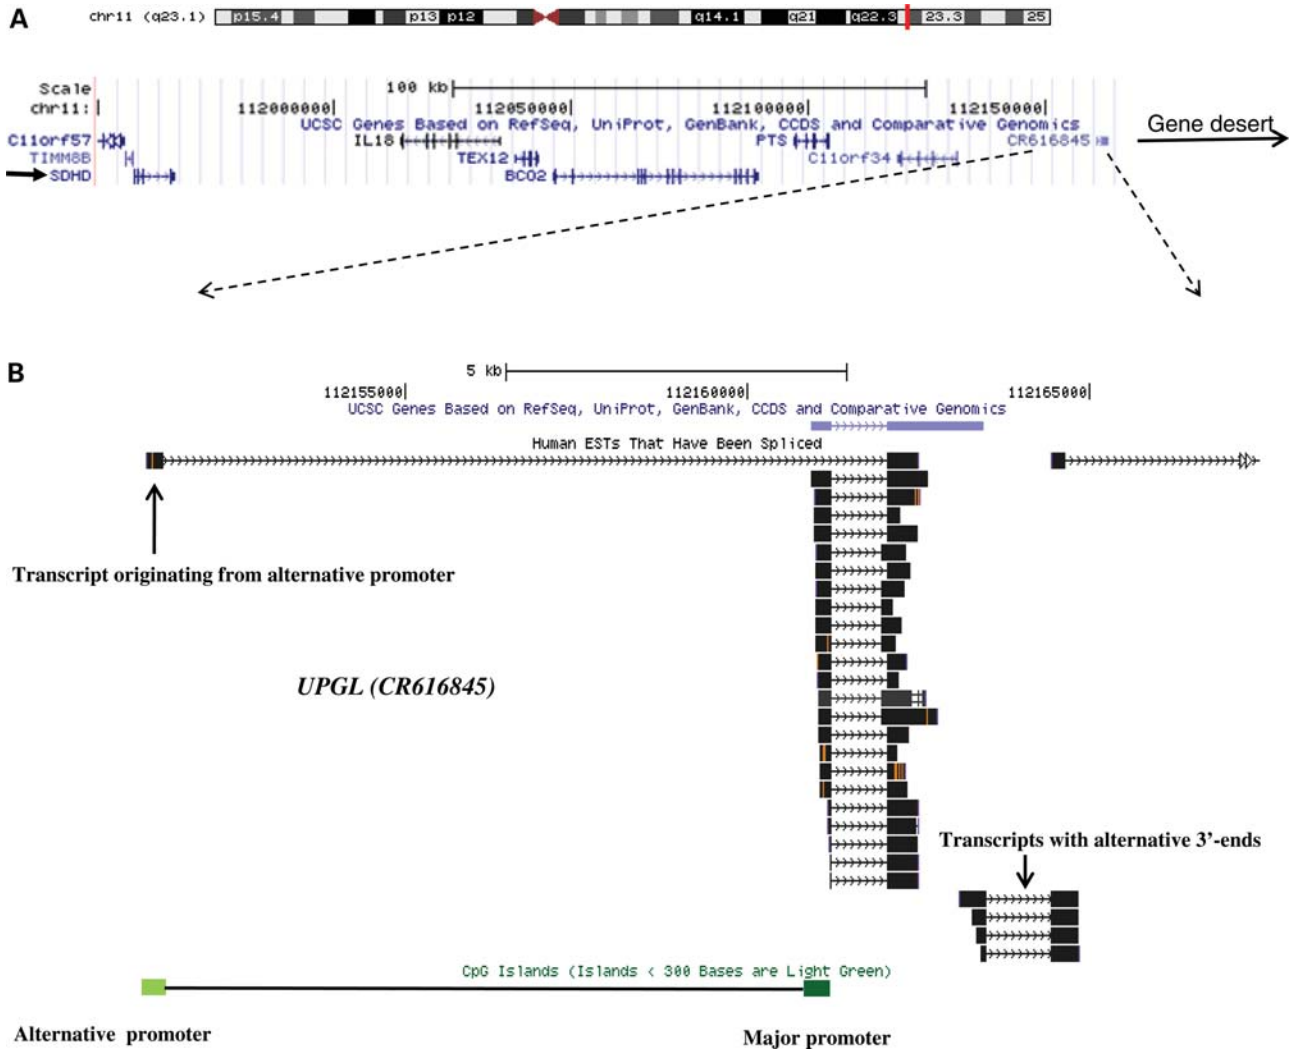 A
chr11 (q23.1) p15.4 p13 p12 q14.1 q21 q22.3 23.3 25
Scale 100 kb
chr11: 112000000 112050000 112100000 112150000
UCSC Genes Based on RefSeq, UniProt, GenBank, CCDS and Comparative Genomics
Gene desert
C11orf57 IL18 PTS CR616845
TIMM8B TEX12 C11orf34
SDHD BCO2
B
5 kb
112155000 112160000 112165000
UCSC Genes Based on RefSeq, UniProt, GenBank, CCDS and Comparative Genomics
Human ESTs That Have Been Spliced
Transcript originating from alternative promoter
UPGL (CR616845)
Transcripts with alternative 3’-ends
CpG Islands (Islands < 300 Bases are Light Green)
Alternative promoter
Major promoter